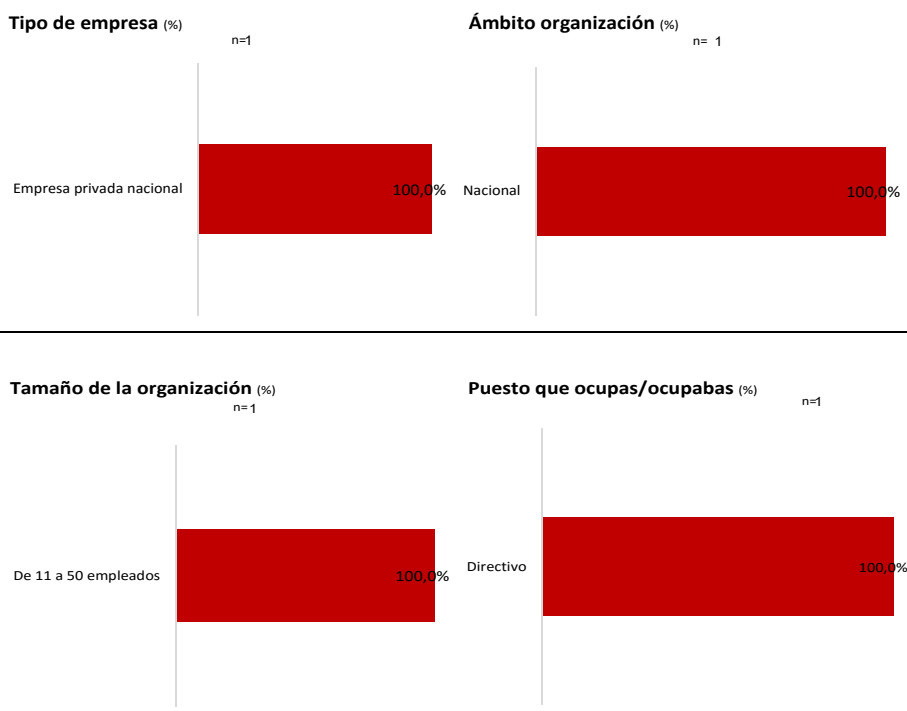 Tipo de empresa (%)
n=1
Empresa privada nacional
100,0%
Ámbito organización (%)
n= 1
Nacional
100,0%
Tamaño de la organización (%)
n=1
De 11 a 50 empleados
100,0%
Puesto que ocupas/ocupabas (%)
n=1
Directivo
100,0%